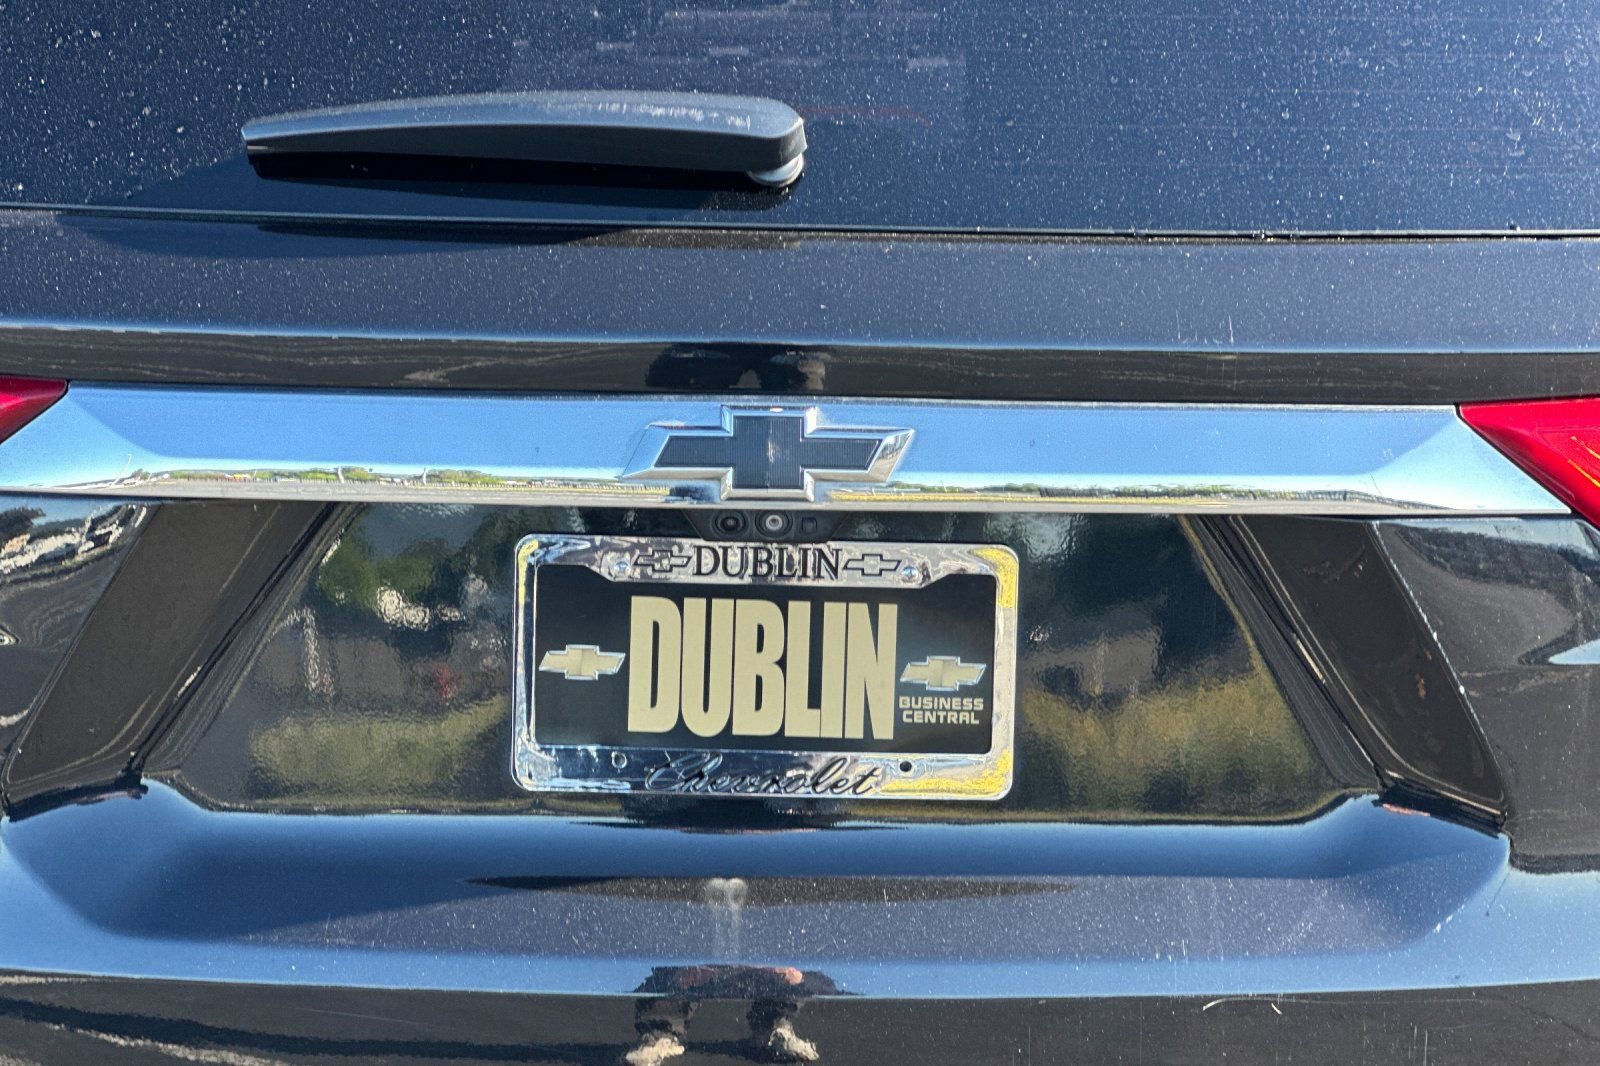 DUBLIN
DUBLIN
BUSINESS
CENTRAL
Chevrolet